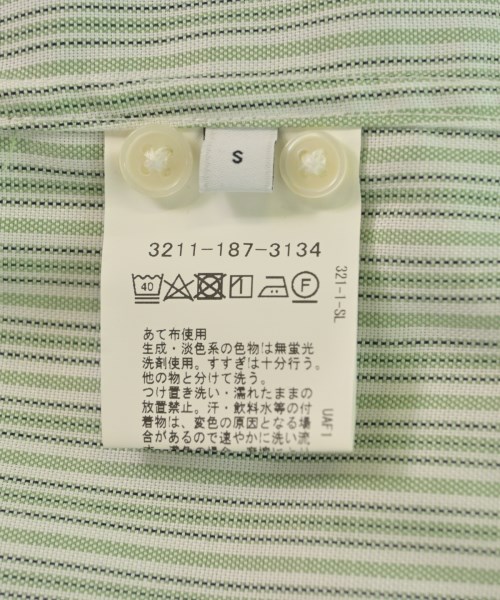 S
3211-187-3134
40
F
321-1-SL
あて布使用
生成・淡色系の色物は無蛍光
洗剤使用。すすぎは十分行う。
他の物と分けて洗う。
つけ置き洗い・濡れたままの
放置禁止。汗・飲料水等の付
着物は、変色の原因となる場
合があるので速やかに洗い流
UAF1